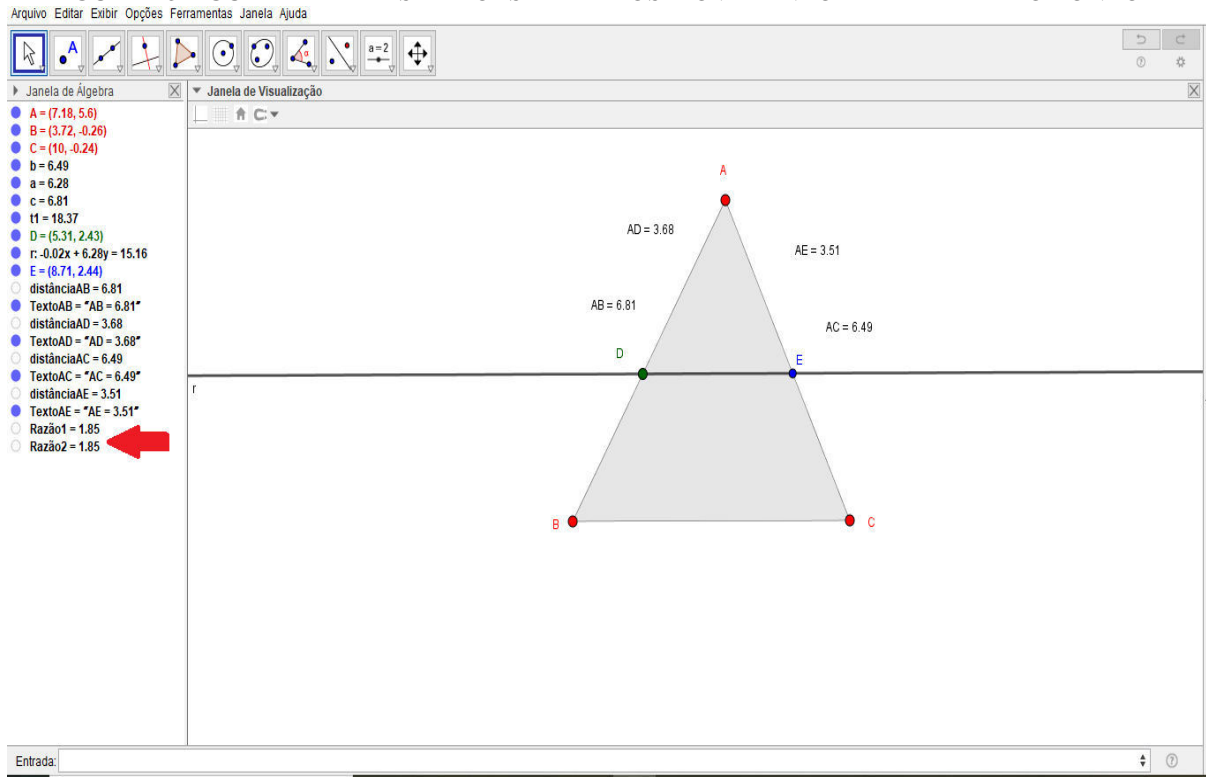 Arquivo Editar Exibir Opções Ferramentas Janela Ajuda
A
α
a=2
Janela de Álgebra
Janela de Visualização
A = (7.18, 5.6)
B = (3.72, -0.26)
C = (10, -0.24)
b = 6.49
a = 6.28
c = 6.81
t1 = 18.37
D = (5.31, 2.43)
r: -0.02x + 6.28y = 15.16
E = (8.71, 2.44)
distânciaAB = 6.81
TextoAB = "AB = 6.81"
distânciaAD = 3.68
TextoAD = "AD = 3.68"
distânciaAC = 6.49
TextoAC = "AC = 6.49"
distânciaAE = 3.51
TextoAE = "AE = 3.51"
Razão1 = 1.85
Razão2 = 1.85
A
AD = 3.68
AE = 3.51
AB = 6.81
AC = 6.49
D
E
r
B
C
Entrada: